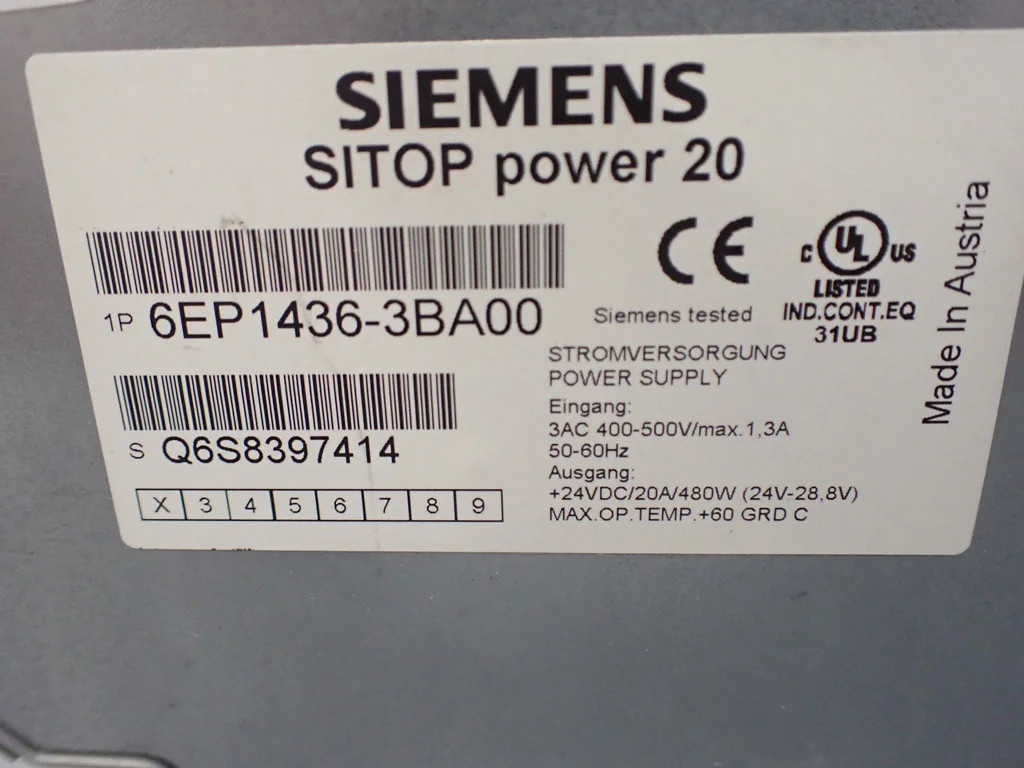 SIEMENS
SITOP power 20
1P 6EP1436-3BA00
S Q6S8397414
X 3 4 5 6 7 8 9
CE
Siemens tested
C UL US
LISTED
IND.CONT.EQ
31UB
STROMVERSORGUNG
POWER SUPPLY
Eingang:
3AC 400-500V/max.1,3A
50-60Hz
Ausgang:
+24VDC/20A/480W (24V-28,8V)
MAX.OP.TEMP.+60 GRD C
Made In Austria